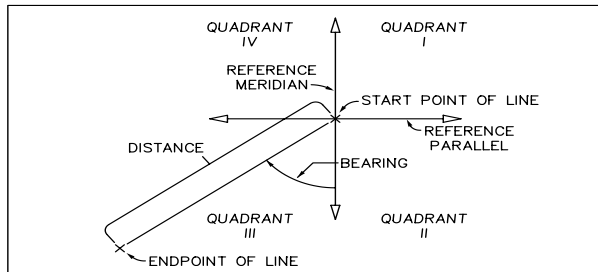 QUADRANT
IV
QUADRANT
I
REFERENCE
MERIDIAN
START POINT OF LINE
REFERENCE
PARALLEL
DISTANCE
BEARING
QUADRANT
III
QUADRANT
II
ENDPOINT OF LINE